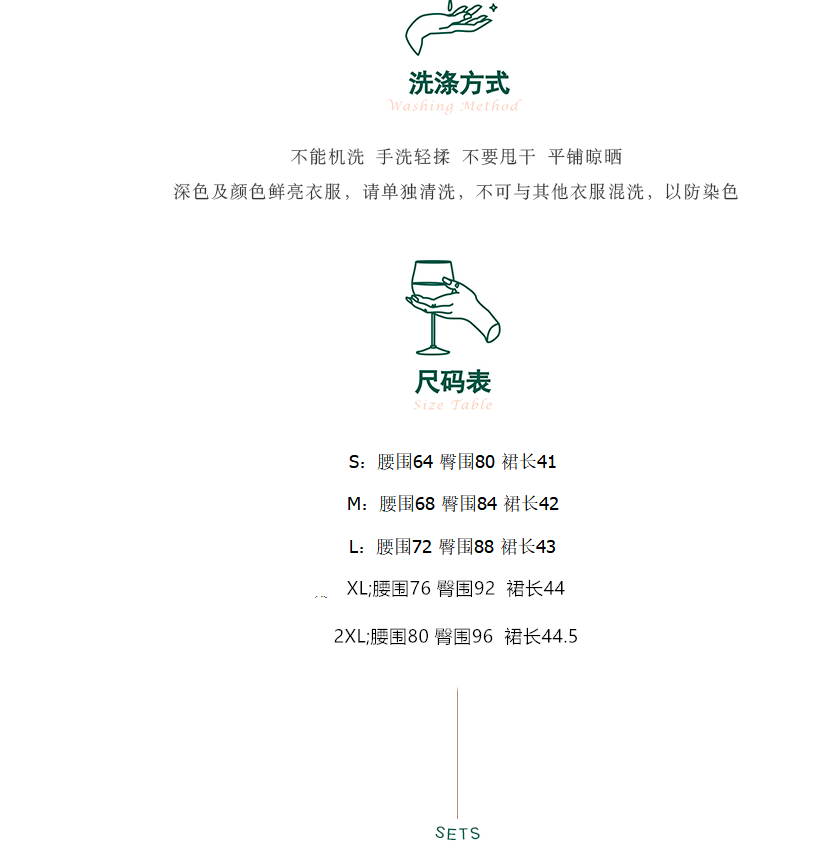 洗涤方式
Washing Method
不能机洗 手洗轻揉 不要甩干 平铺晾晒
深色及颜色鲜亮衣服，请单独清洗，不可与其他衣服混洗，以防染色
尺码表
Size Table
S：腰围64 臀围80 裙长41
M：腰围68 臀围84 裙长42
L：腰围72 臀围88 裙长43
XL;腰围76 臀围92 裙长44
2XL;腰围80 臀围96 裙长44.5
SETS